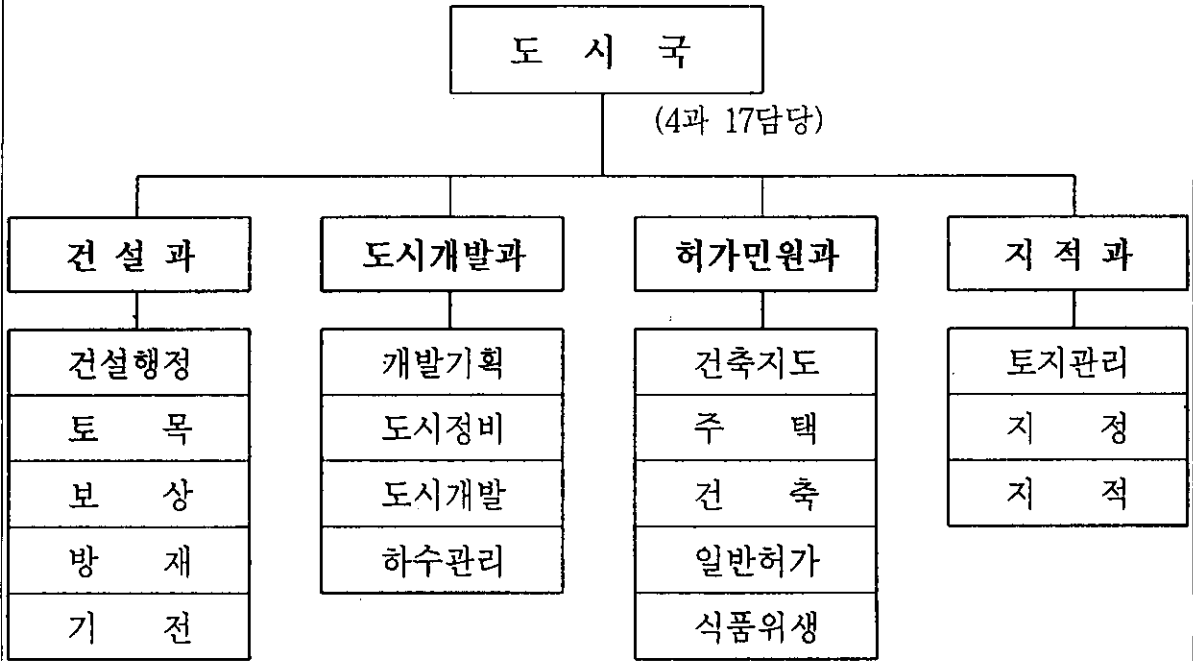 도 시 국
(4과 17담당)
건 설 과
도시개발과
허가민원과
지 적 과
건설행정
토 목
보 상
방 재
기 전
개발기획
도시정비
도시개발
하수관리
건축지도
주 택
건 축
일반허가
식품위생
토지관리
지 정
지 적